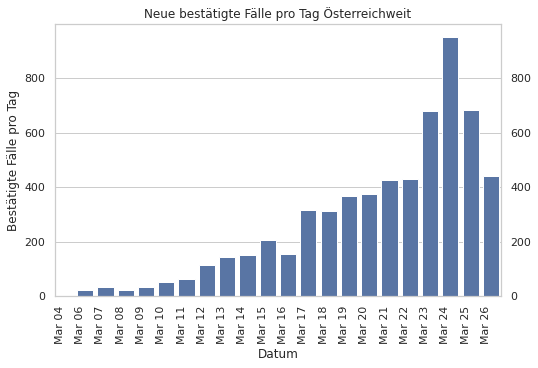 Neue bestätigte Fälle pro Tag Österreichweit
Bestätigte Fälle pro Tag
800
600
400
200
0
800
600
400
200
0
Mar 04
Mar 06
Mar 07
Mar 08
Mar 09
Mar 10
Mar 11
Mar 12
Mar 13
Mar 14
Mar 15
Mar 16
Mar 17
Mar 18
Mar 19
Mar 20
Mar 21
Mar 22
Mar 23
Mar 24
Mar 25
Mar 26
Datum